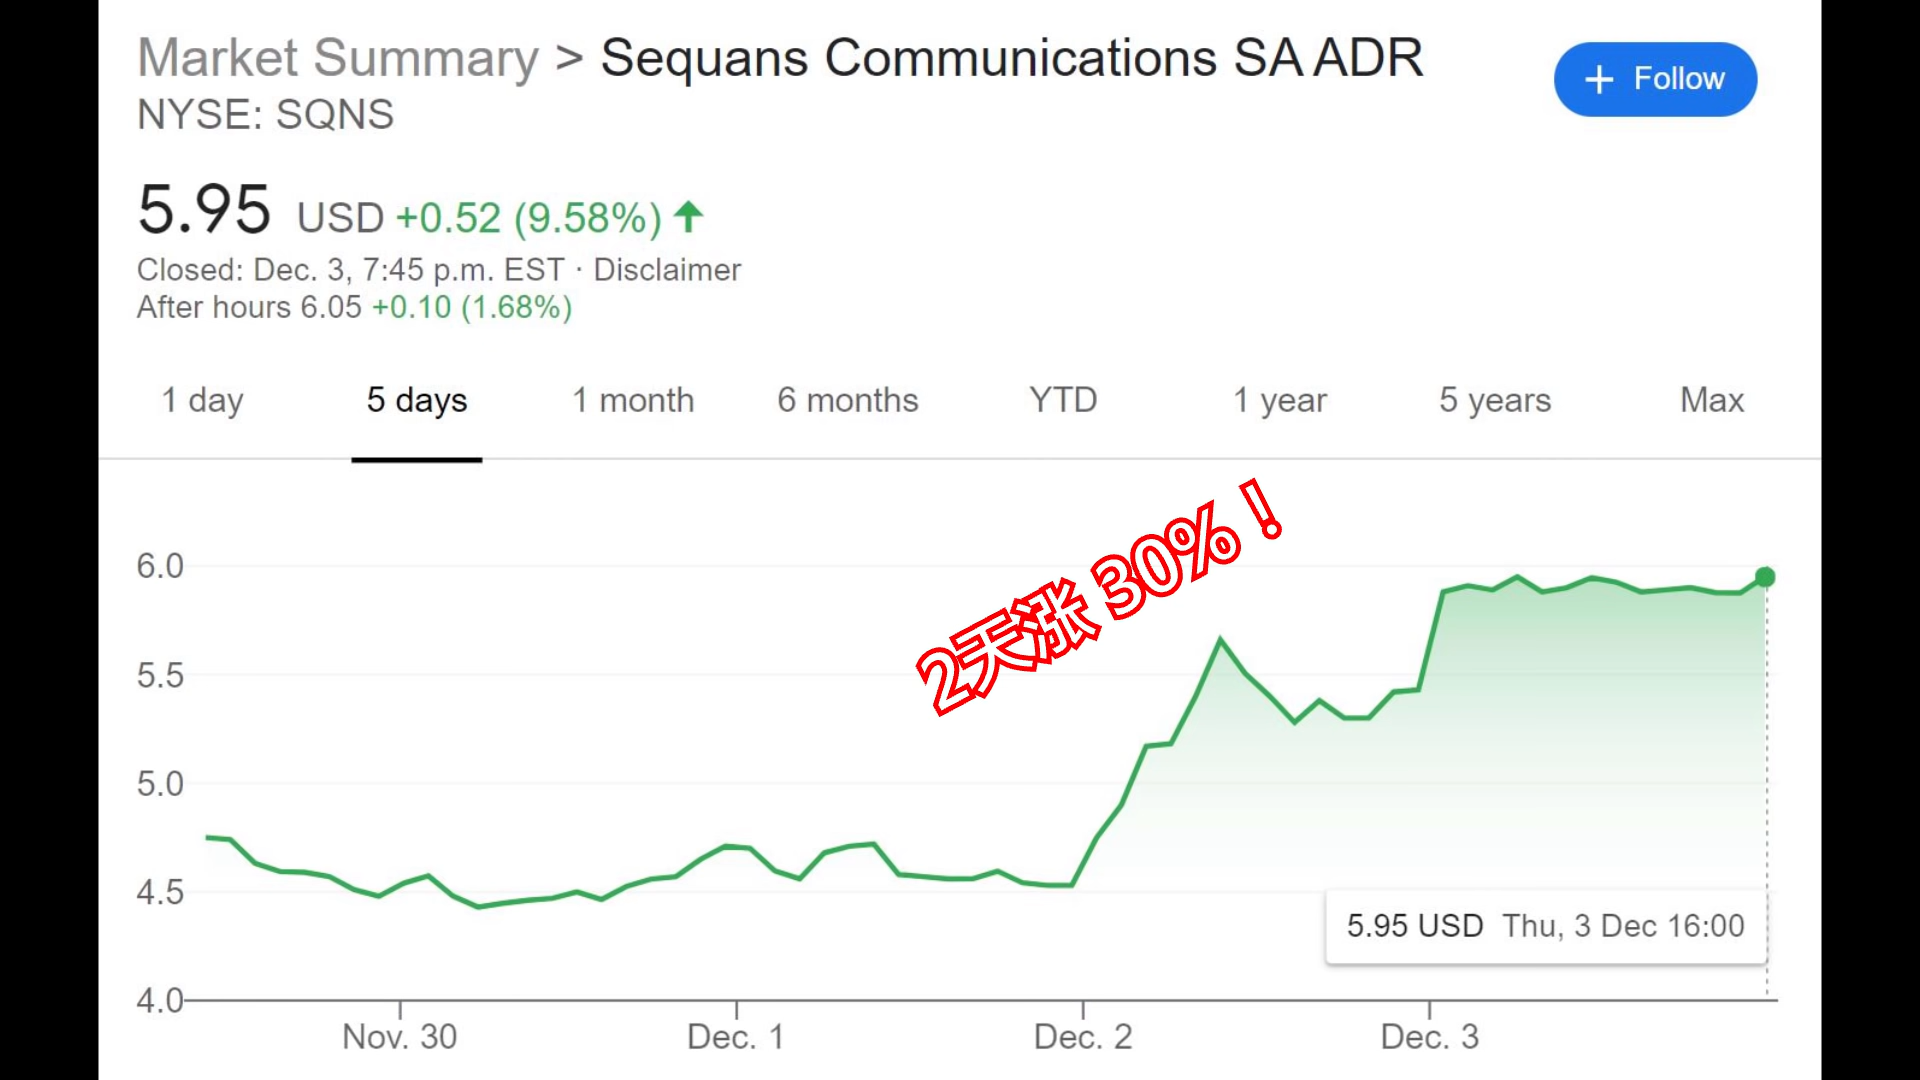 Market Summary > Sequans Communications SA ADR
+ Follow
NYSE: SQNS
5.95 USD +0.52 (9.58%)
Closed: Dec. 3, 7:45 p.m. EST · Disclaimer
After hours 6.05 +0.10 (1.68%)
1 day 5 days 1 month 6 months YTD 1 year 5 years Max
2天涨 30%！
6.0
5.5
5.0
4.5
4.0
5.95 USD Thu, 3 Dec 16:00
Nov. 30 Dec. 1 Dec. 2 Dec. 3